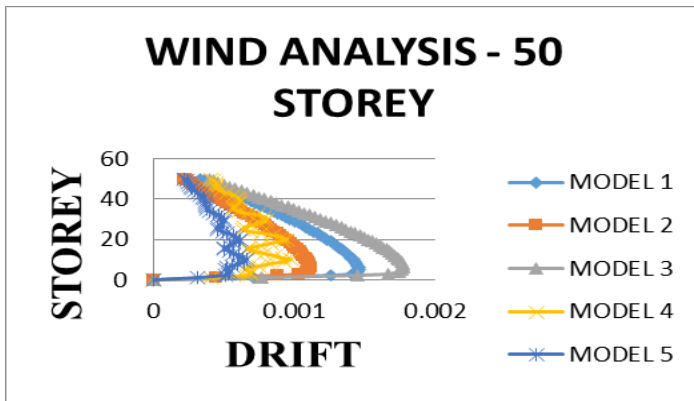 WIND ANALYSIS - 50
STOREY
STOREY
60
40
20
0
0
0.001
0.002
DRIFT
MODEL 1
MODEL 2
MODEL 3
MODEL 4
MODEL 5